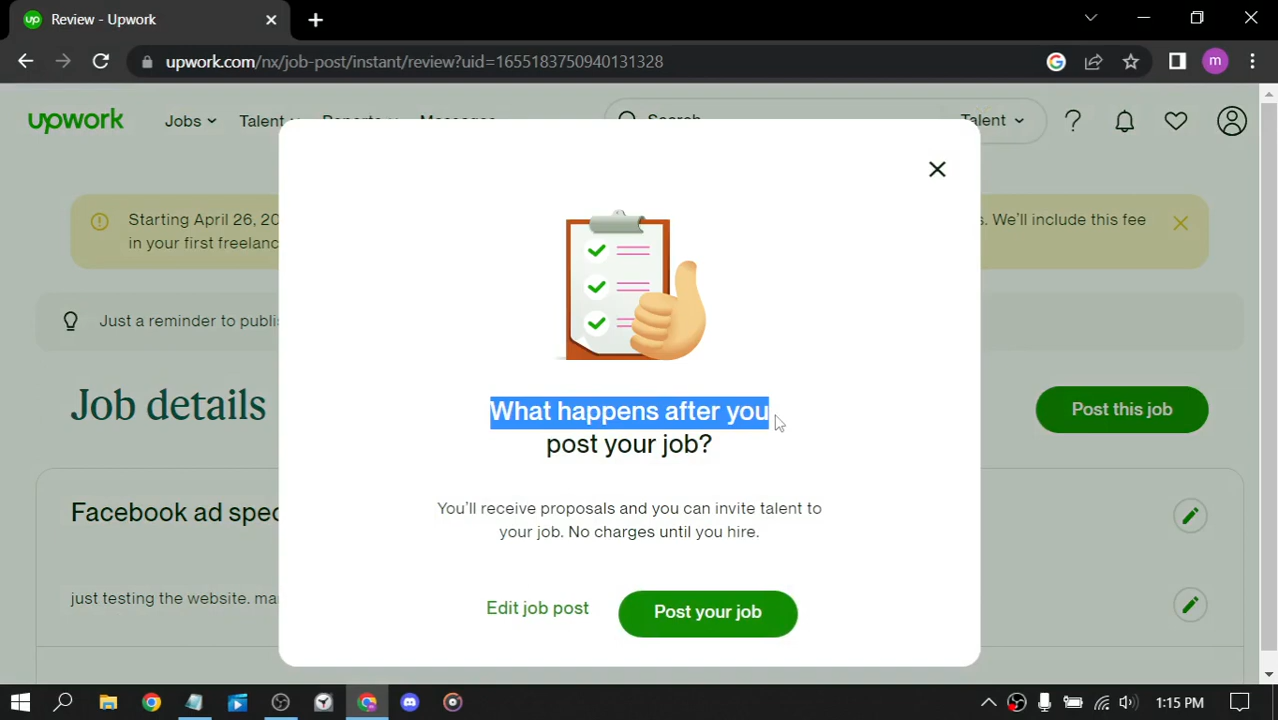 Review - Upwork
upwork.com/nx/job-post/instant/review?uid=1655183750940131328
m
upwork
Jobs
Talent
Reports
Messages
Search
Talent
Starting April 26, 20
s. We'll include this fee
in your first freelanc
Just a reminder to publi
Job details
Post this job
What happens after you
post your job?
You'll receive proposals and you can invite talent to
your job. No charges until you hire.
Edit job post
Post your job
Facebook ad spec
just testing the website. ma
1:15 PM